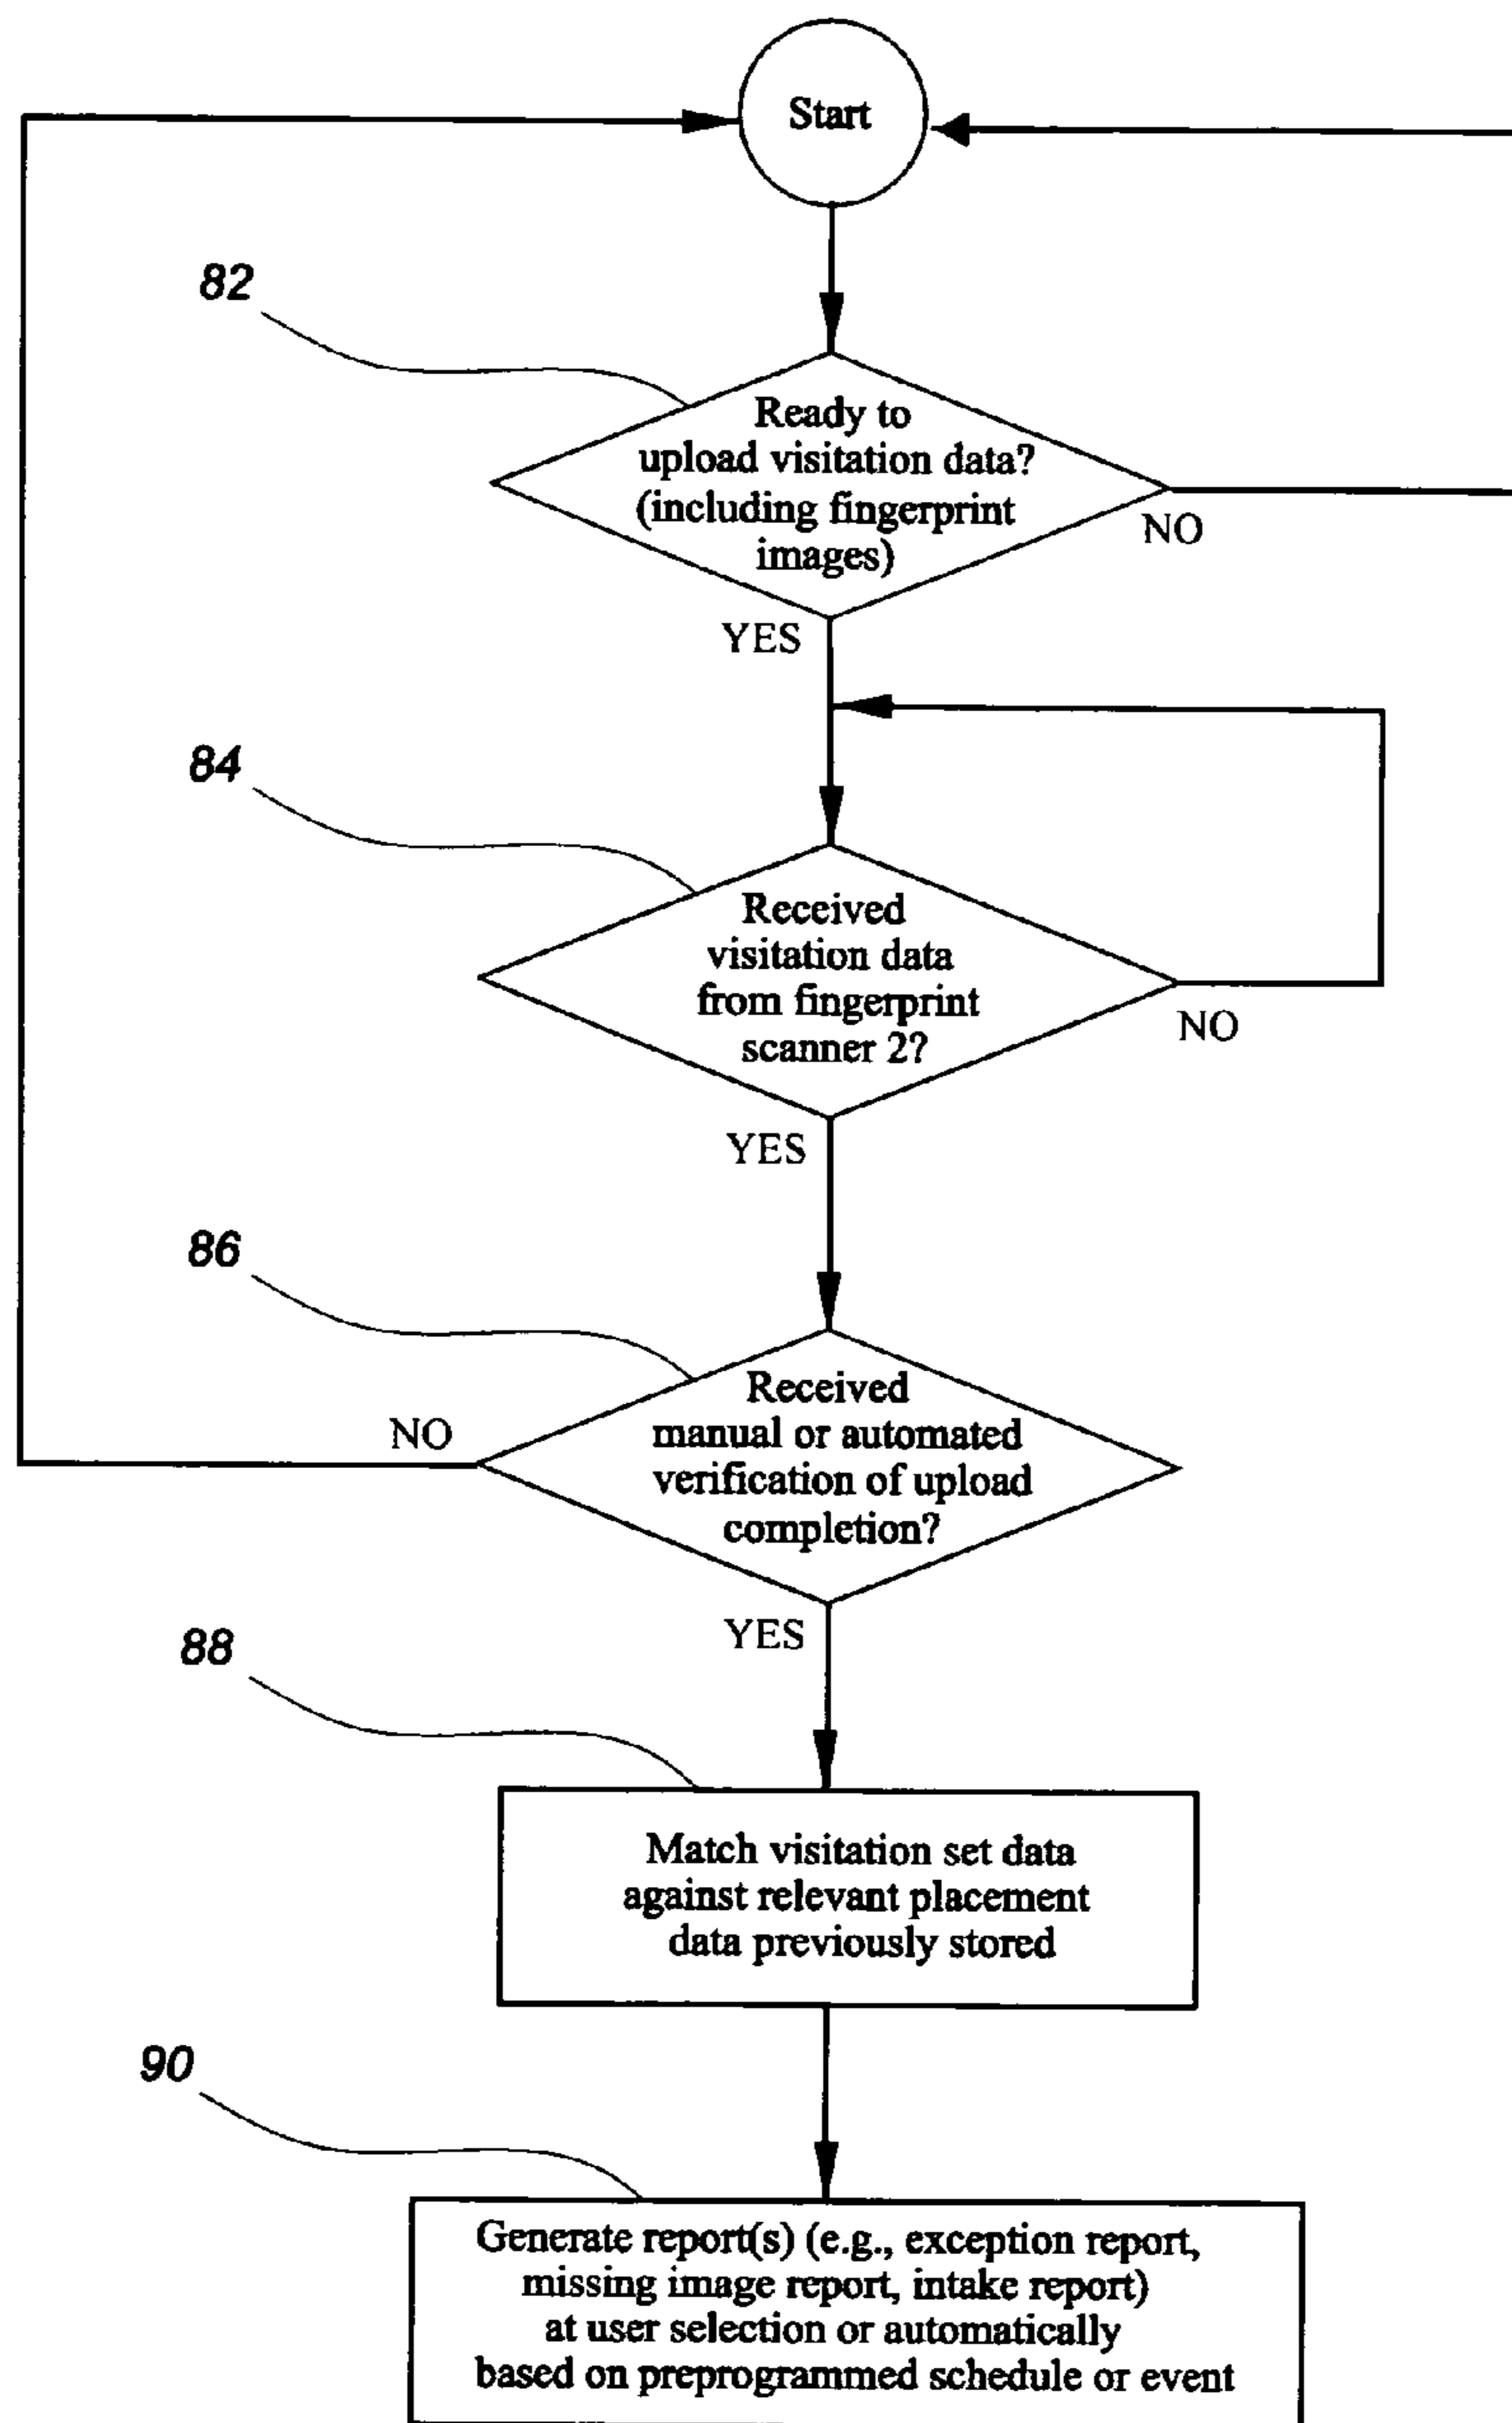 Start
82
Ready to
upload visitation data?
(including fingerprint
images)
NO
YES
84
Received
visitation data
from fingerprint
scanner 2?
NO
YES
86
Received
manual or automated
verification of upload
completion?
NO
YES
88
Match visitation set data
against relevant placement
data previously stored
90
Generate report(s) (e.g., exception report,
missing image report, intake report)
at user selection or automatically
based on preprogrammed schedule or event